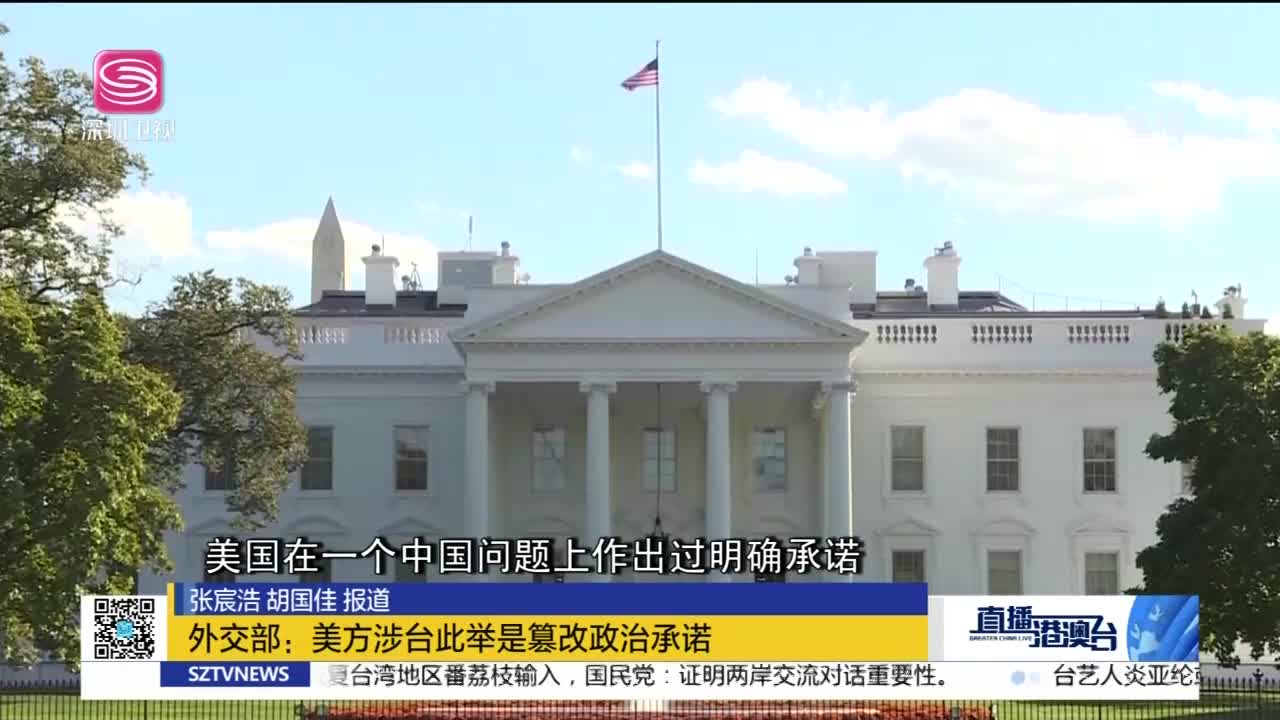 深圳卫视
美国在一个中国问题上作出过明确承诺
张宸浩 胡国佳 报道
外交部：美方涉台此举是篡改政治承诺
直播港澳台
GREATER CHINA LIVE
SZTVNEWS
夏台湾地区番荔枝输入，国民党：证明两岸交流对话重要性。 台艺人炎亚纶